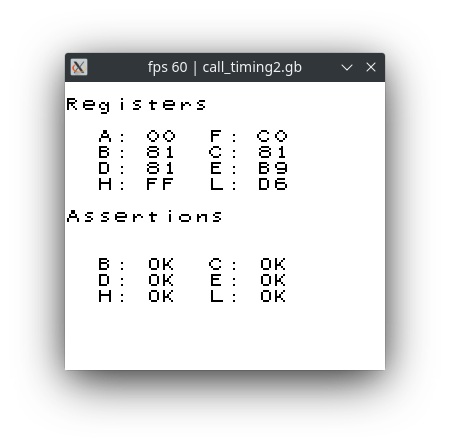 fps 60 | call_timing2.gb
Registers
A: 00 F: C0
B: 81 C: 81
D: 81 E: B9
H: FF L: D6
Assertions
B: OK C: OK
D: OK E: OK
H: OK L: OK